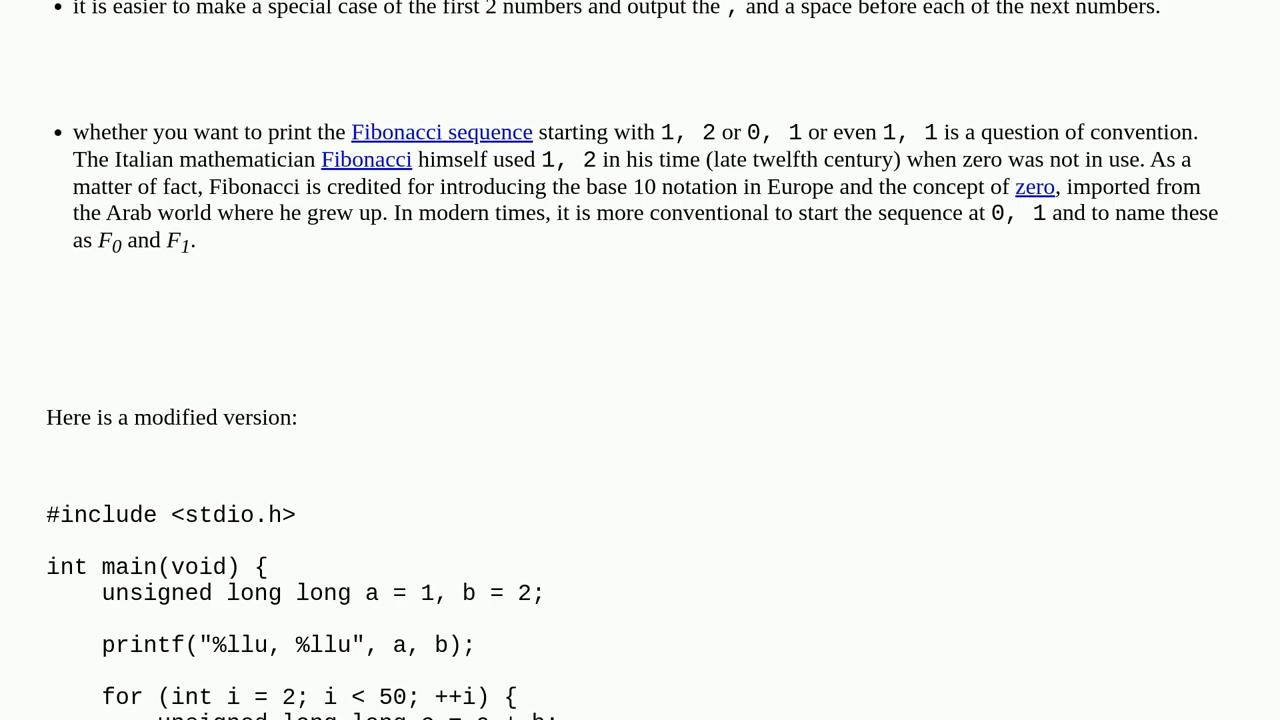 • it is easier to make a special case of the first 2 numbers and output the , and a space before each of the next numbers.
• whether you want to print the Fibonacci sequence starting with 1, 2 or 0, 1 or even 1, 1 is a question of convention.
The Italian mathematician Fibonacci himself used 1, 2 in his time (late twelfth century) when zero was not in use. As a
matter of fact, Fibonacci is credited for introducing the base 10 notation in Europe and the concept of zero, imported from
the Arab world where he grew up. In modern times, it is more conventional to start the sequence at 0, 1 and to name these
as F0 and F1.
Here is a modified version:
#include <stdio.h>
int main(void) {
    unsigned long long a = 1, b = 2;
    printf("%llu, %llu", a, b);
    for (int i = 2; i < 50; ++i) {
        unsigned long long c = a + b;